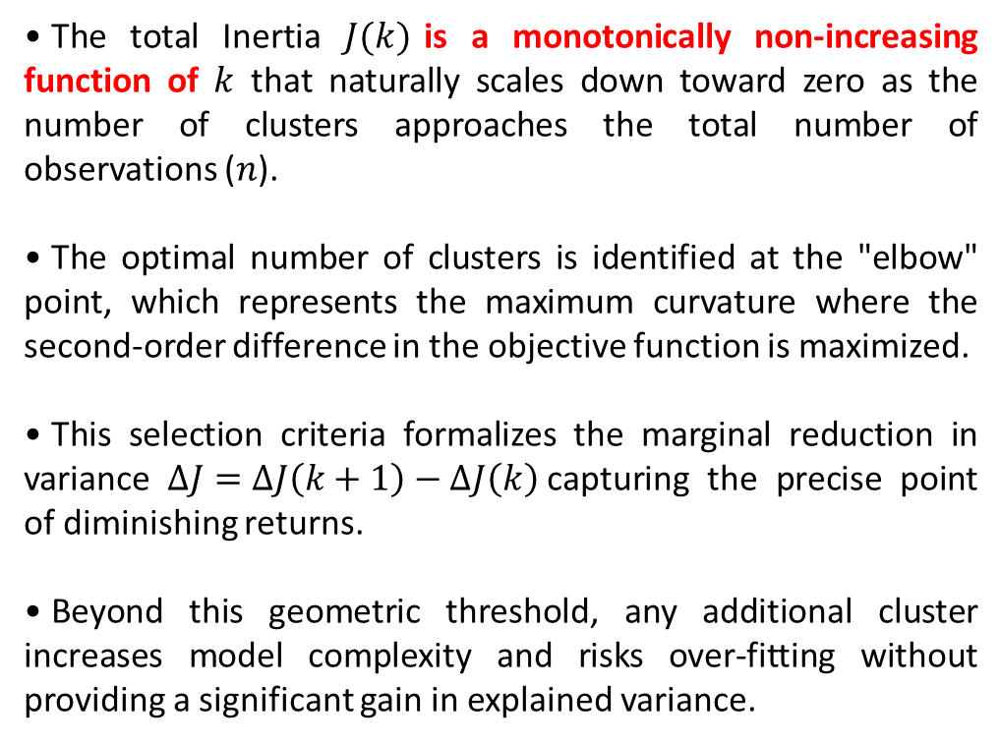 • The total Inertia 𝐽(𝑘) is a monotonically non-increasing
function of 𝑘 that naturally scales down toward zero as the
number of clusters approaches the total number of
observations (𝑛).
• The optimal number of clusters is identified at the "elbow"
point, which represents the maximum curvature where the
second-order difference in the objective function is maximized.
• This selection criteria formalizes the marginal reduction in
variance Δ𝐽 = Δ𝐽(𝑘 + 1) − Δ𝐽(𝑘) capturing the precise point
of diminishing returns.
• Beyond this geometric threshold, any additional cluster
increases model complexity and risks over-fitting without
providing a significant gain in explained variance.